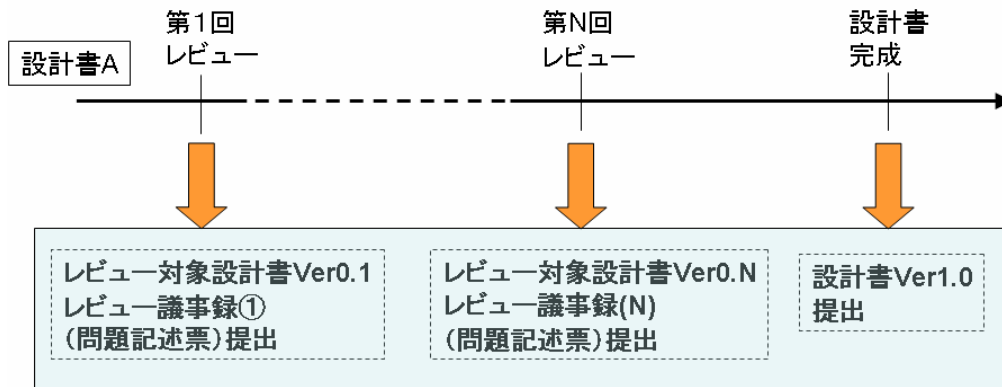 設計書A
第1回
レビュー
第N回
レビュー
設計書
完成
レビュー対象設計書Ver0.1
レビュー議事録①
(問題記述票)提出
レビュー対象設計書Ver0.N
レビュー議事録(N)
(問題記述票)提出
設計書Ver1.0
提出